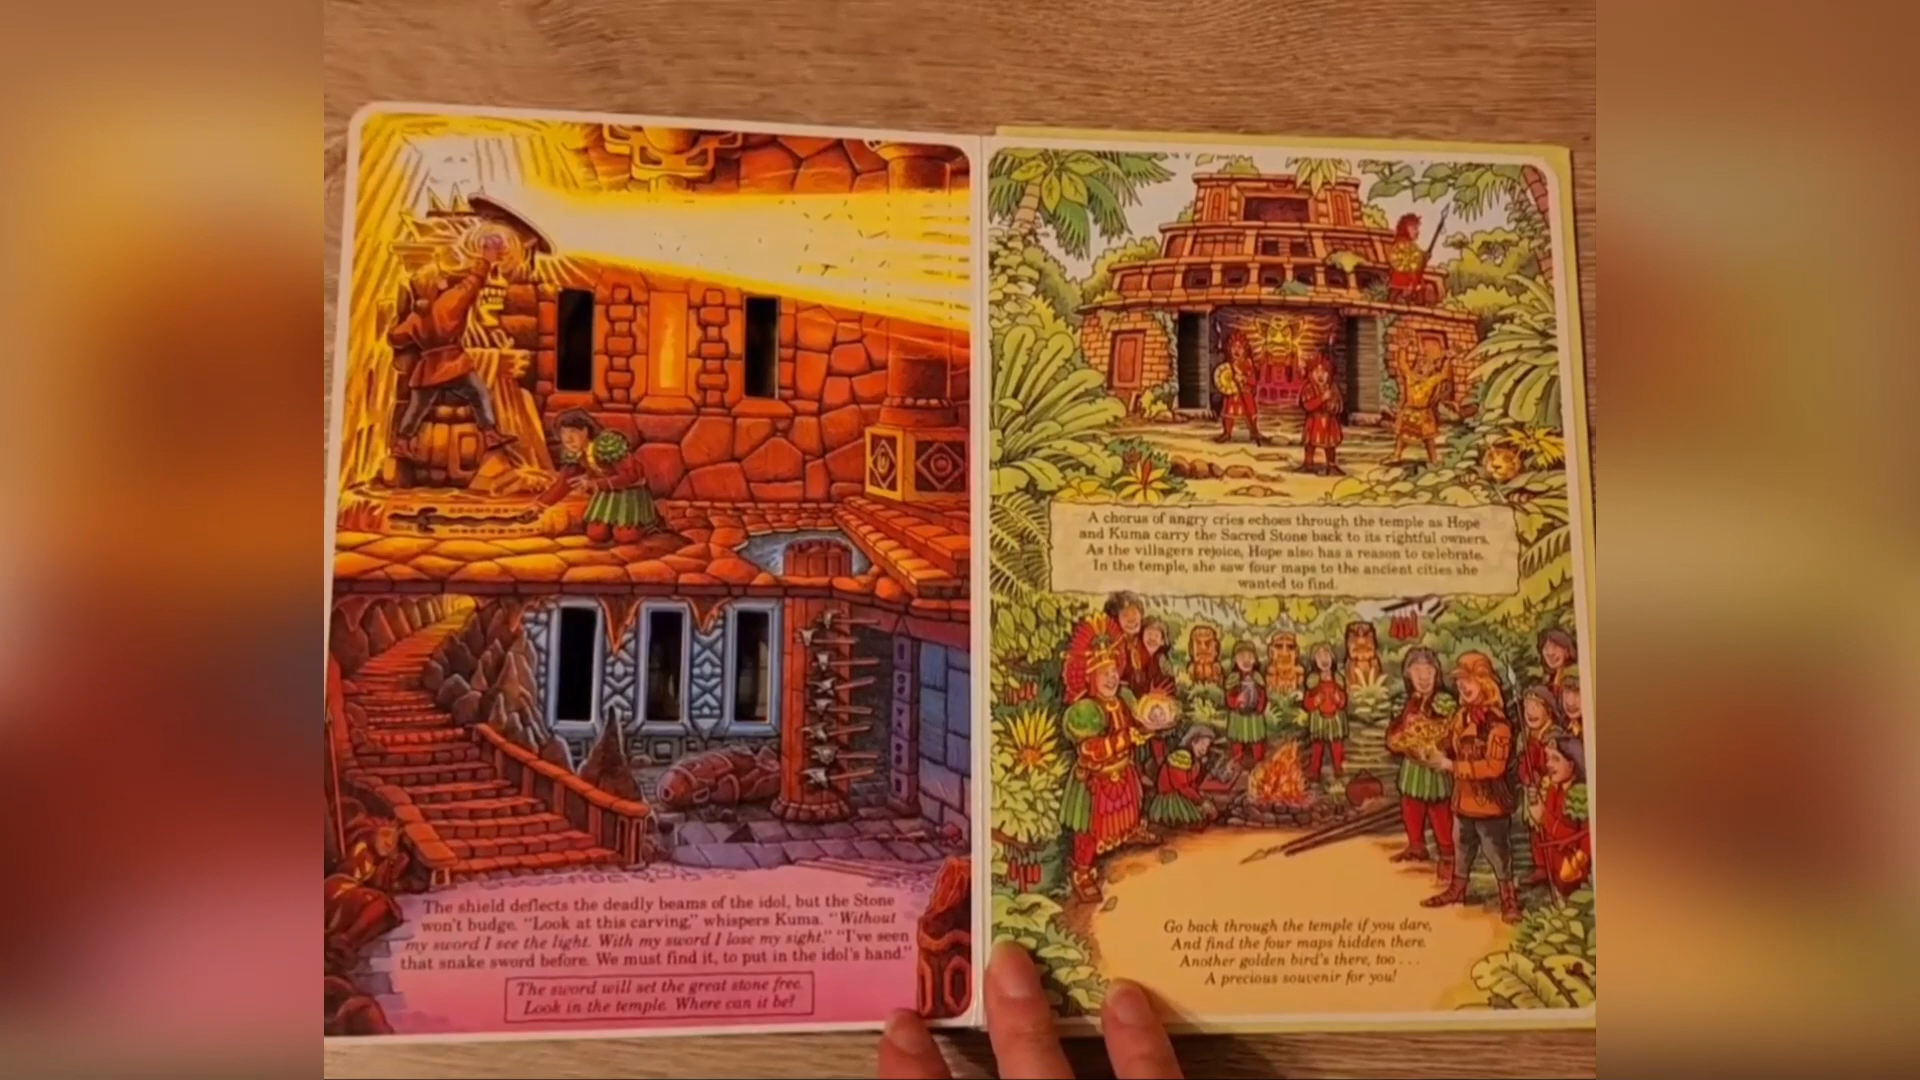 The shield deflects the deadly beams of the idol, but the Stone
won't budge. "Look at this carving," whispers Kuma. "Without
my sword I see the light. With my sword I lose my sight." "I've seen
that snake sword before. We must find it, to put in the idol's hand."
The sword will set the great stone free.
Look in the temple. Where can it be?
A chorus of angry cries echoes through the temple as Hope
and Kuma carry the Sacred Stone back to its rightful owners.
As the villagers rejoice, Hope also has a reason to celebrate.
In the temple, she saw four maps to the ancient cities she
wanted to find.
Go back through the temple if you dare,
And find the four maps hidden there.
Another golden bird's there, too . . .
A precious souvenir for you!